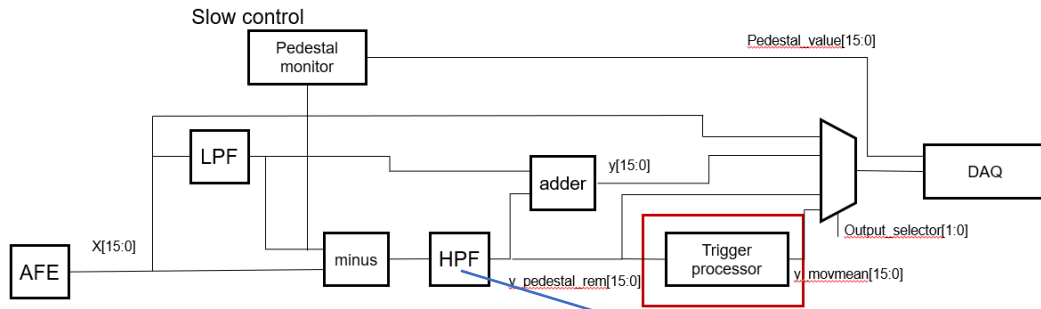 Slow control
Pedestal
monitor
Pedestal_value[15:0]
LPF
adder
y[15:0]
DAQ
X[15:0]
AFE
minus
HPF
y_pedestal_rem[15:0]
Trigger
processor
Output_selector[1:0]
y_movmean[15:0]